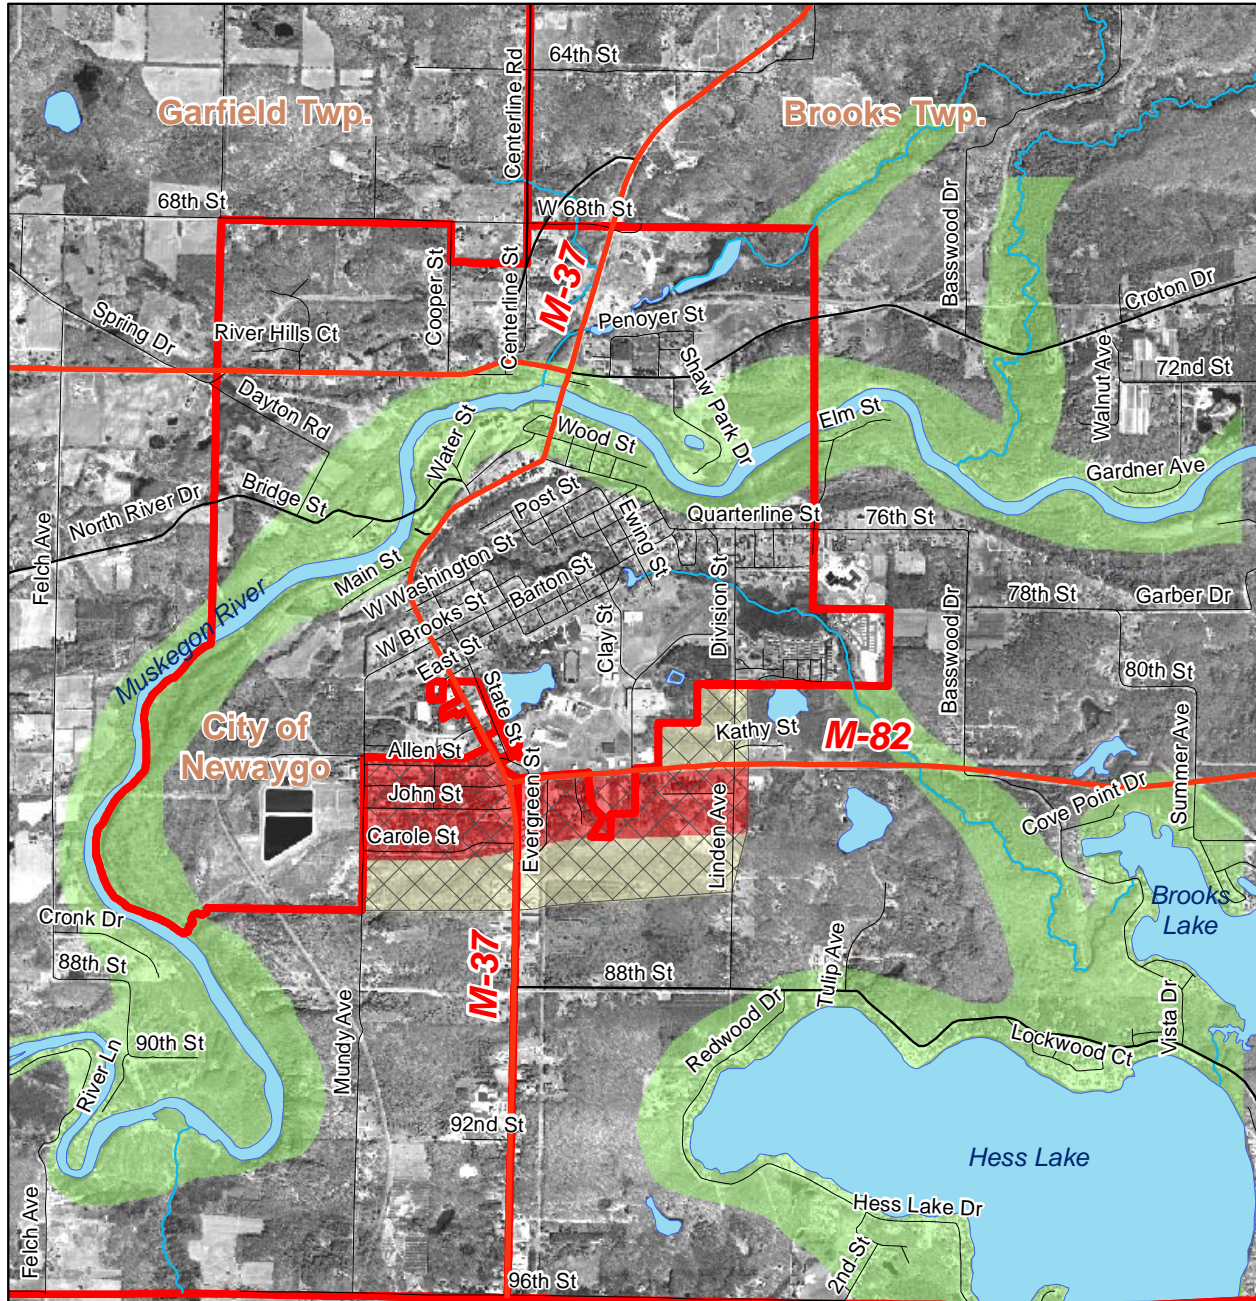 64th St
Centerline Rd
Garfield Twp.
Brooks Twp.
68th St
W 68th St
Basswood Dr
M-37
Cooper St
Centerline St
Croton Dr
Spring Dr
River Hills Ct
Penoyer St
Shaw Park Dr
Walnut Ave
72nd St
Dayton Rd
Water St
Wood St
Elm St
Gardner Ave
North River Dr
Bridge St
Post St
Ewing St
Quarterline St
76th St
Felch Ave
Main St
W Washington St
Barton St
W Brooks St
Clay St
Division St
78th St
Garber Dr
Muskegon River
East St
State St
Basswood Dr
80th St
City of
Newaygo
Allen St
Kathy St
M-82
Summer Ave
John St
Carole St
Evergreen St
Linden Ave
Cove Point Dr
Brooks
Lake
Cronk Dr
88th St
M-37
88th St
Tulip Ave
Redwood Dr
Lockwood Ct
Vista Dr
90th St
River Ln
Mundy Ave
92nd St
Hess Lake
Felch Ave
Hess Lake Dr
2nd St
96th St